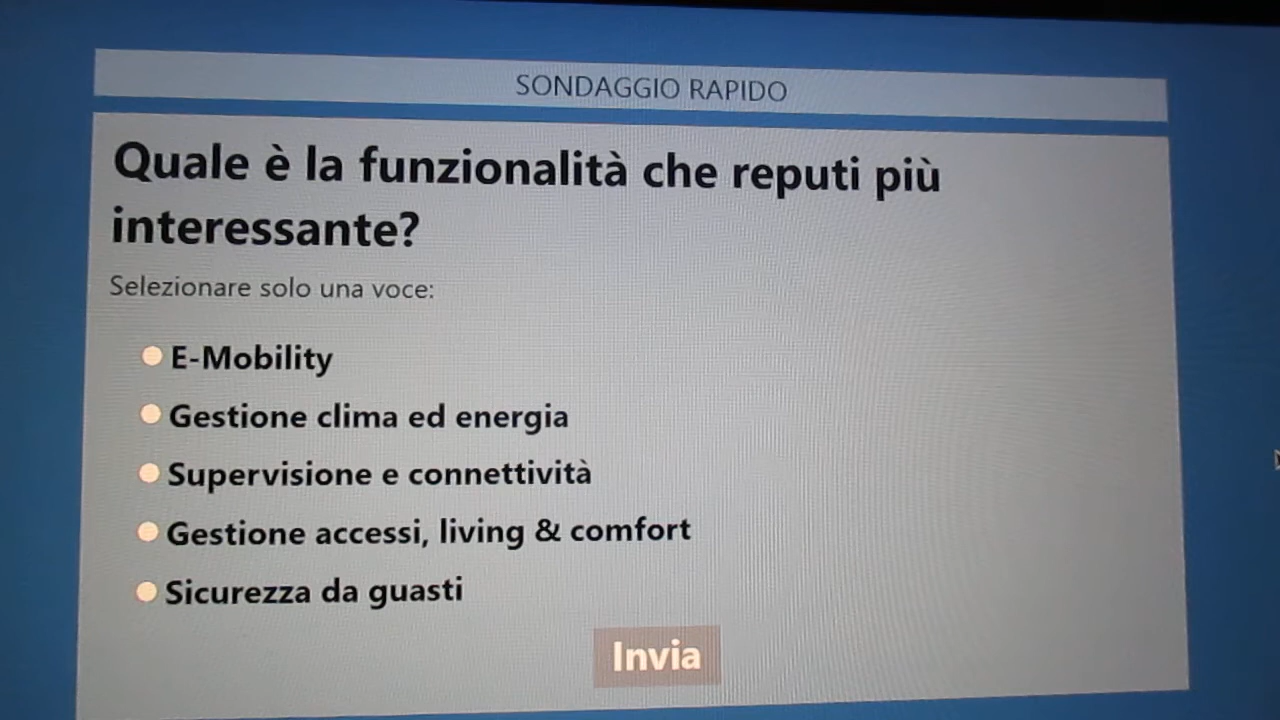 SONDAGGIO RAPIDO
Quale è la funzionalità che reputi più
interessante?
Selezionare solo una voce:
E-Mobility
Gestione clima ed energia
Supervisione e connettività
Gestione accessi, living & comfort
Sicurezza da guasti
Invia